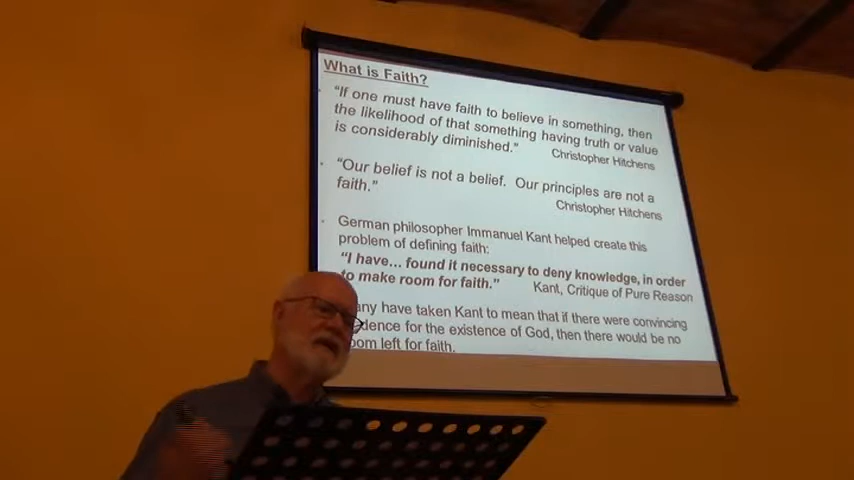 What is Faith?
"If one must have faith to believe in something, then
the likelihood of that something having truth or value
is considerably diminished."
Christopher Hitchens
"Our belief is not a belief. Our principles are not a
faith."
Christopher Hitchens
German philosopher Immanuel Kant helped create this
problem of defining faith:
"I have... found it necessary to deny knowledge, in order
to make room for faith."
Kant, Critique of Pure Reason
have taken Kant to mean that if there were convincing
for the existence of God, then there would be no
left for faith.